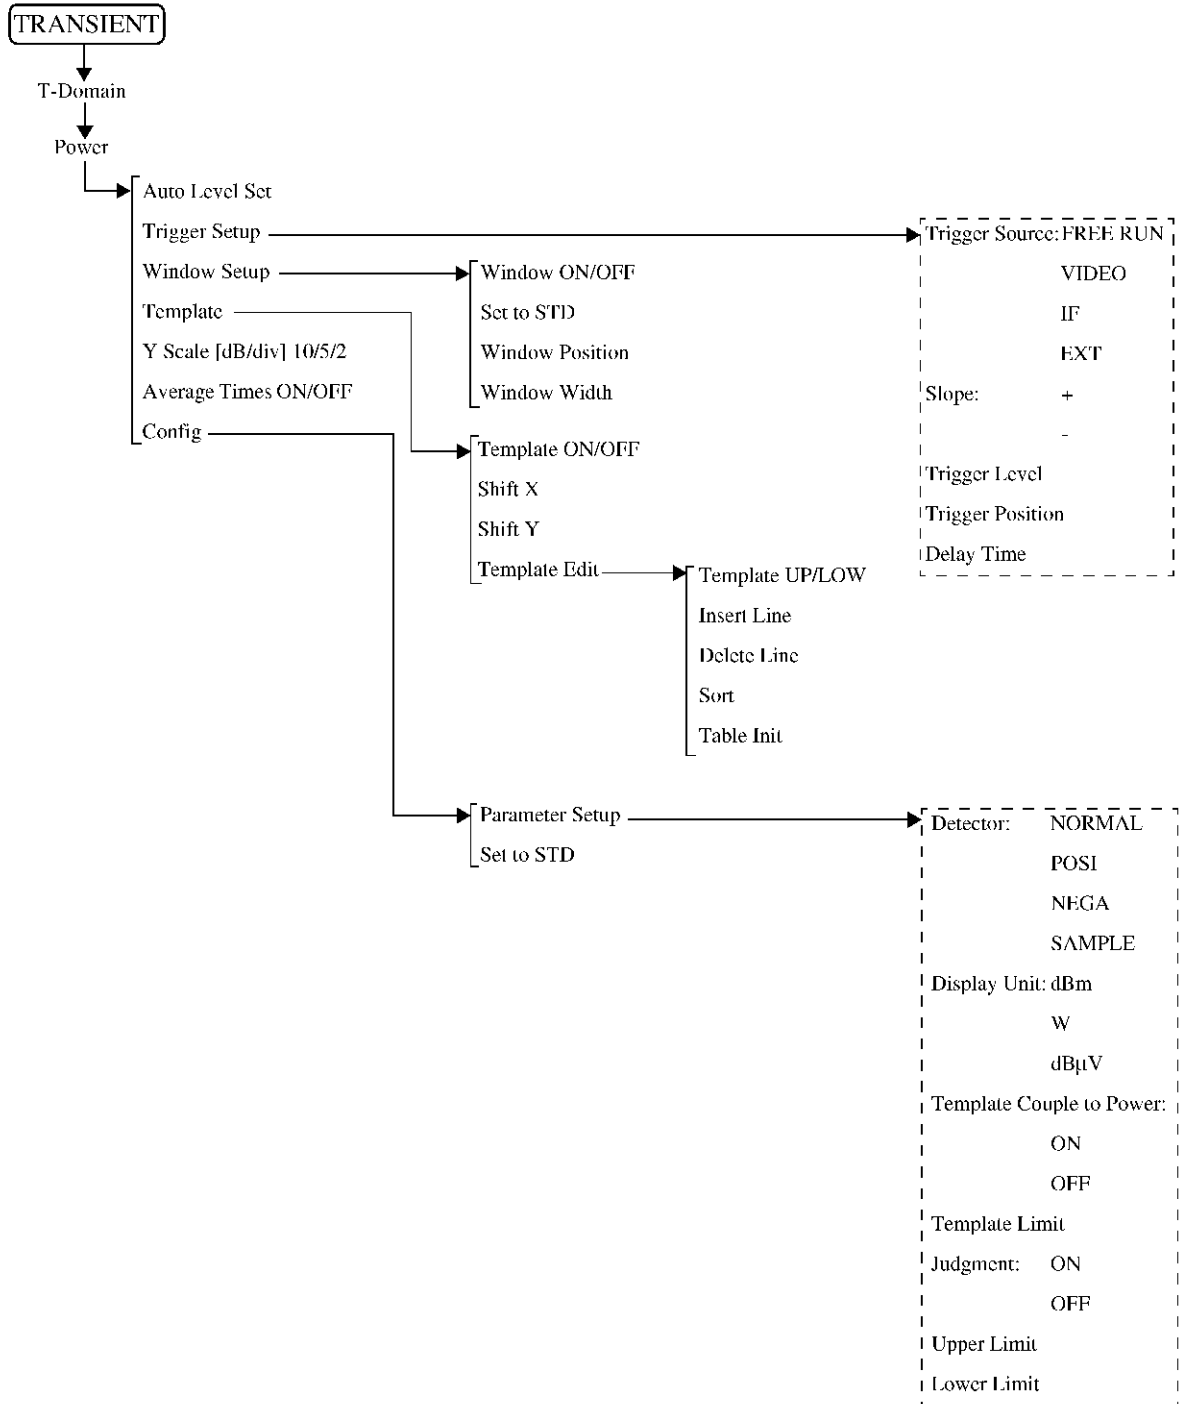 TRANSIENT
T-Domain
Power
Auto Level Set
Trigger Setup
Window Setup
Template
Y Scale [dB/div] 10/5/2
Average Times ON/OFF
Config
Window ON/OFF
Set to STD
Window Position
Window Width
Template ON/OFF
Shift X
Shift Y
Template Edit
Template UP/LOW
Insert Line
Delete Line
Sort
Table Init
Trigger Source: FREE RUN
VIDEO
IF
EXT
Slope: +
-
Trigger Level
Trigger Position
Delay Time
Parameter Setup
Set to STD
Detector: NORMAL
POSI
NEGA
SAMPLE
Display Unit: dBm
W
dBμV
Template Couple to Power:
ON
OFF
Template Limit
Judgment: ON
OFF
Upper Limit
Lower Limit